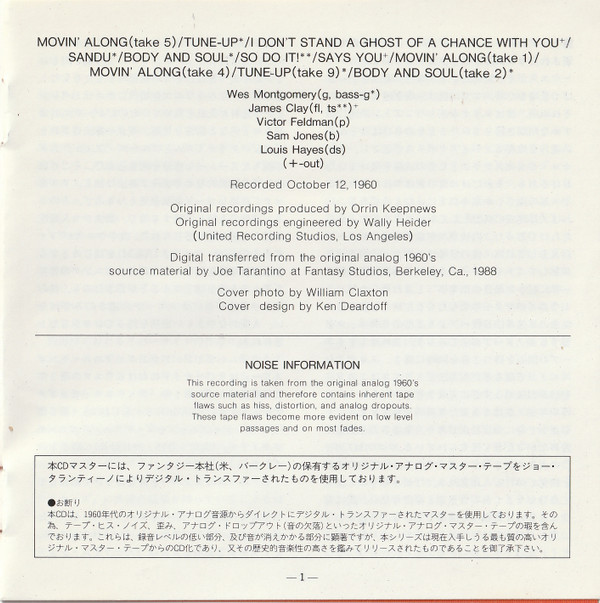 MOVIN' ALONG(take 5)/TUNE-UP*/I DON'T STAND A GHOST OF A CHANCE WITH YOU⁺/
SANDU*/BODY AND SOUL*/SO DO IT!**/SAYS YOU⁺/MOVIN' ALONG(take 1)/
MOVIN' ALONG(take 4)/TUNE-UP(take 9)*/BODY AND SOUL(take 2)*
Wes Montgomery(g, bass-g*)
James Clay(fl, ts**)⁺
Victor Feldman(p)
Sam Jones(b)
Louis Hayes(ds)
(+-out)
Recorded October 12, 1960
Original recordings produced by Orrin Keepnews
Original recordings engineered by Wally Heider
(United Recording Studios, Los Angeles)
Digital transferred from the original analog 1960's
source material by Joe Tarantino at Fantasy Studios, Berkeley, Ca., 1988
Cover photo by William Claxton
Cover design by Ken Deardoff
NOISE INFORMATION
This recording is taken from the original analog 1960's
source material and therefore contains inherent tape
flaws such as hiss, distortion, and analog dropouts.
These tape flaws become more evident on low level
passages and on most fades.
本CDマスターには、ファンタジー本社(米、バークレー)の保有するオリジナル・アナログ・マスター・テープをジョー・
タランティーノによりデジタル・トランスファーされたものを使用しております。
●お断り
本CDは、1960年代のオリジナル・アナログ音源からダイレクトにデジタル・トランスファーされたマスターを使用しております。その
為、テープ・ヒス・ノイズ、歪み、アナログ・ドロップアウト(音の欠落)といったオリジナル・アナログ・マスター・テープの瑕を含ん
でおります。これらは、録音レベルの低い部分、及び音が消えかかる部分に顕著ですが、本シリーズは現在入手しうる最も質の高いオリ
ジナル・マスター・テープからのCD化であり、又その歴史的音楽性の高さを鑑みてリリースされたものであることを御了承下さい。
—1—